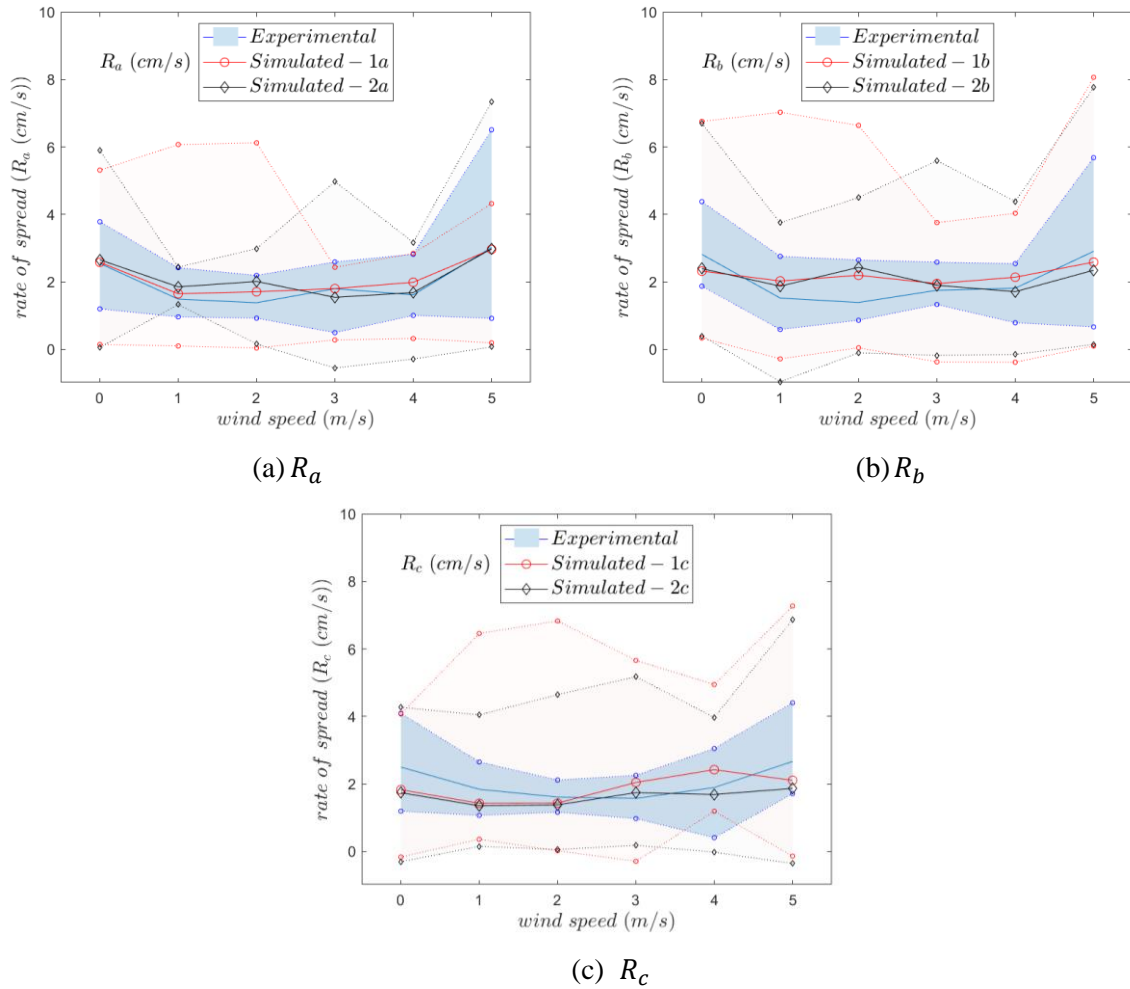 10
8
6
4
2
0
rate of spread (R_a (cm/s))
R_a (cm/s)
Experimental
Simulated − 1a
Simulated − 2a
0 1 2 3 4 5
wind speed (m/s)
(a) R_a
10
8
6
4
2
0
rate of spread (R_b (cm/s))
R_b (cm/s)
Experimental
Simulated − 1b
Simulated − 2b
0 1 2 3 4 5
wind speed (m/s)
(b) R_b
10
8
6
4
2
0
rate of spread (R_c (cm/s))
R_c (cm/s)
Experimental
Simulated − 1c
Simulated − 2c
0 1 2 3 4 5
wind speed (m/s)
(c) R_c